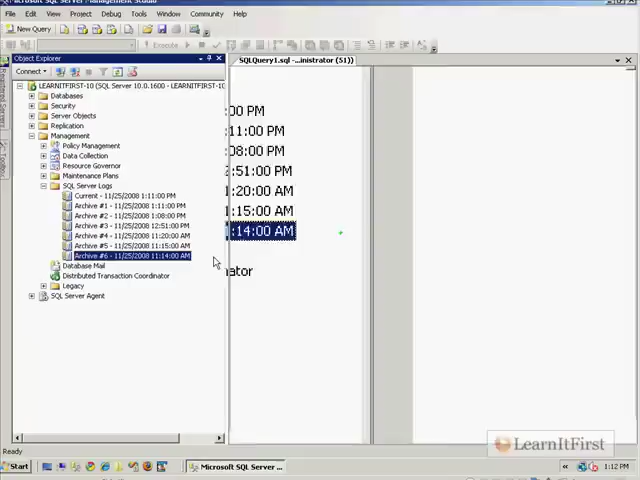 SQL Server Management Studio
File Edit View Project Debug Tools Window Community Help
New Query
Execute
Object Explorer
SQLQuery1.sql -...inistrator (51))
Connect
LEARNITFIRST-10 (SQL Server 10.0.1600 - LEARNITFIRST-10
Databases
Security
Server Objects
Replication
Management
Policy Management
Data Collection
Resource Governor
Maintenance Plans
SQL Server Logs
Current - 11/25/2008 1:11:00 PM
Archive #1 - 11/25/2008 1:11:00 PM
Archive #2 - 11/25/2008 1:08:00 PM
Archive #3 - 11/25/2008 12:51:00 PM
Archive #4 - 11/25/2008 11:20:00 AM
Archive #5 - 11/25/2008 11:15:00 AM
Archive #6 - 11/25/2008 11:14:00 AM
Database Mail
Distributed Transaction Coordinator
Legacy
SQL Server Agent
:00 PM
:11:00 PM
:08:00 PM
:51:00 PM
:20:00 AM
:15:00 AM
:14:00 AM
nator
Registered Servers
Toolbox
LearnItFirst
Ready
Start
Microsoft SQL Server ...
1:12 PM